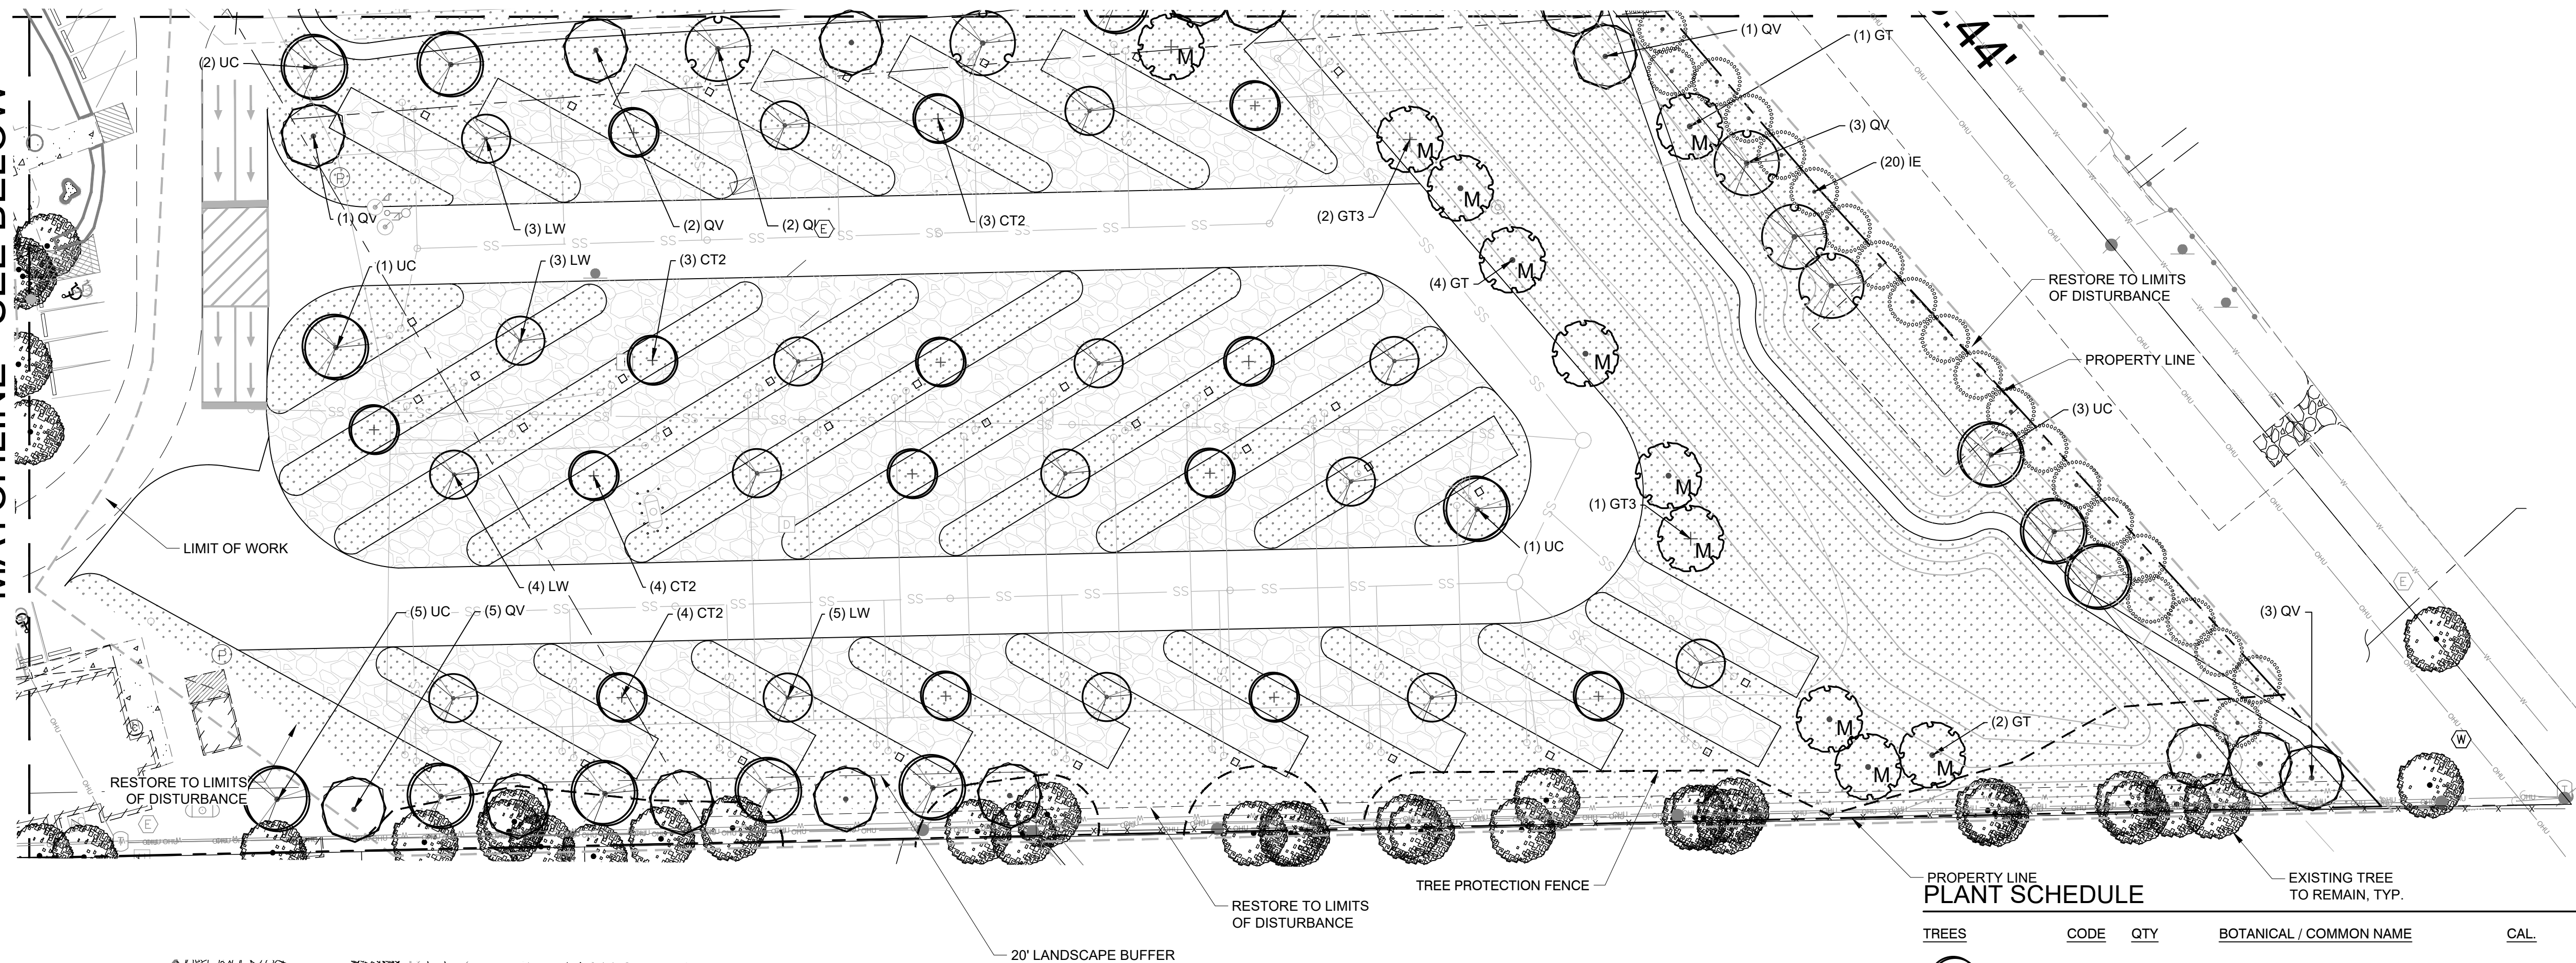 .44'
(2) UC
(1) QV
(1) GT
(3) QV
(20) IE
(1) QV
(3) LW
(2) QV
(3) CT2
(2) GT3
(1) UC
(3) LW
(3) CT2
(4) GT
RESTORE TO LIMITS
OF DISTURBANCE
PROPERTY LINE
(3) UC
(1) GT3
LIMIT OF WORK
(1) UC
(4) LW
(4) CT2
(5) UC
(5) QV
(4) CT2
(5) LW
(3) QV
(2) GT
RESTORE TO LIMITS
OF DISTURBANCE
TREE PROTECTION FENCE
PROPERTY LINE
EXISTING TREE
TO REMAIN, TYP.
RESTORE TO LIMITS
OF DISTURBANCE
20' LANDSCAPE BUFFER
PLANT SCHEDULE
TREES CODE QTY BOTANICAL / COMMON NAME CAL.